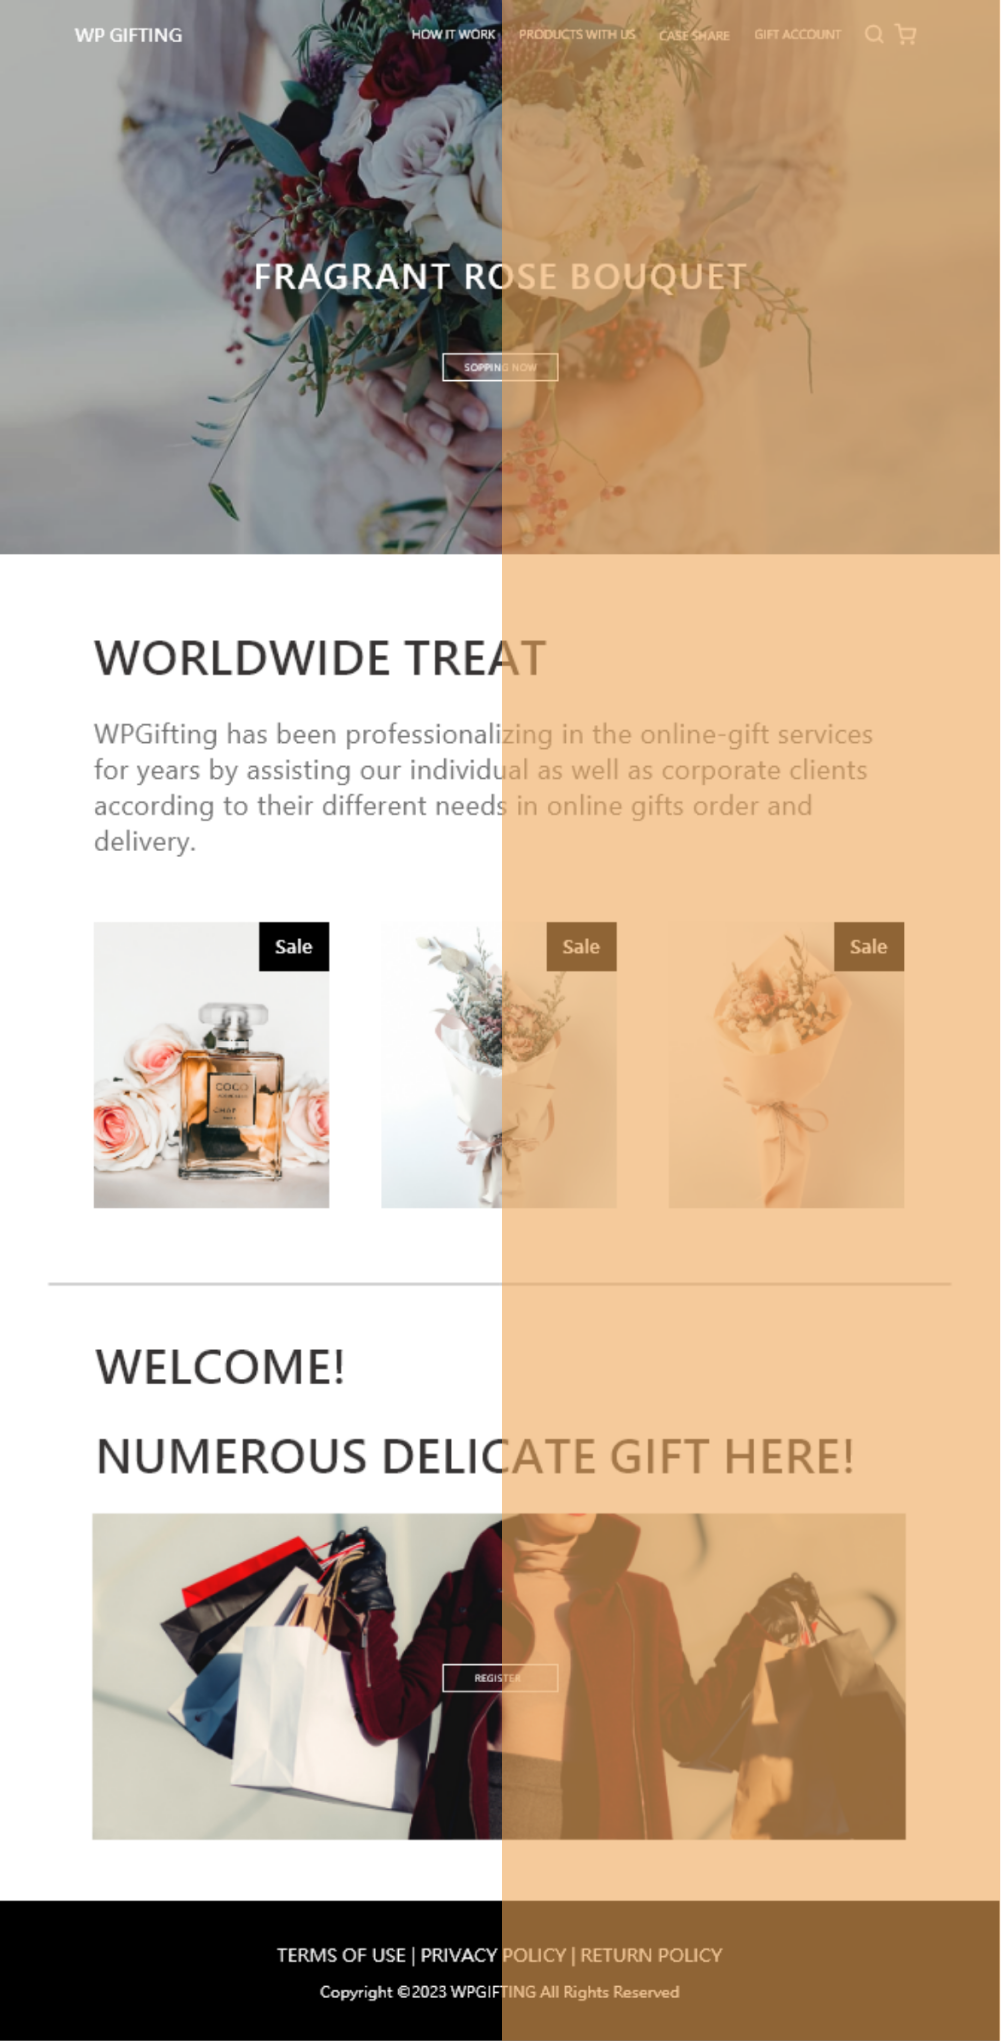 WP GIFTING
HOW IT WORK
PRODUCTS WITH US
CASE SHARE
GIFT ACCOUNT
FRAGRANT ROSE BOUQUET
SOPPING NOW
WORLDWIDE TREAT
WPGifting has been professionalizing in the online-gift services
for years by assisting our individual as well as corporate clients
according to their different needs in online gifts order and
delivery.
Sale
Sale
Sale
COCO
WELCOME!
NUMEROUS DELICATE GIFT HERE!
REGISTER
TERMS OF USE | PRIVACY POLICY | RETURN POLICY
Copyright ©2023 WPGIFTING All Rights Reserved